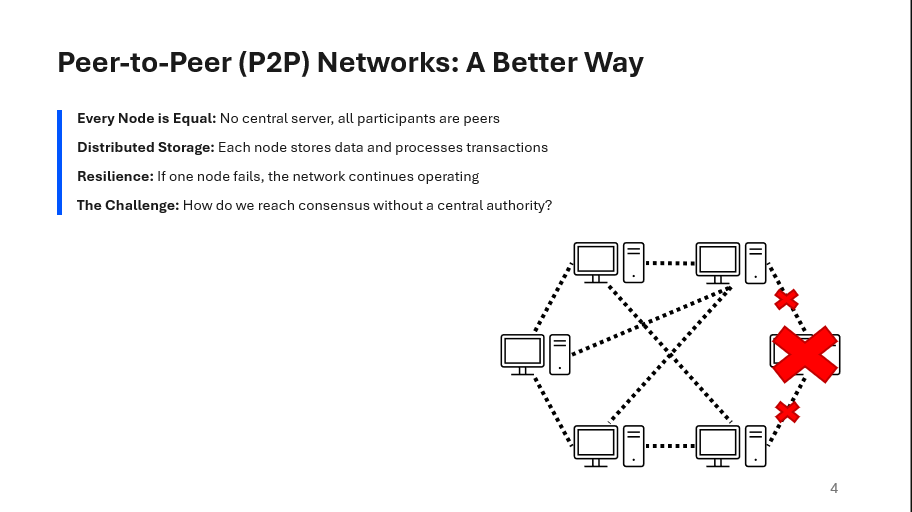 Peer-to-Peer (P2P) Networks: A Better Way
Every Node is Equal: No central server, all participants are peers
Distributed Storage: Each node stores data and processes transactions
Resilience: If one node fails, the network continues operating
The Challenge: How do we reach consensus without a central authority?
4